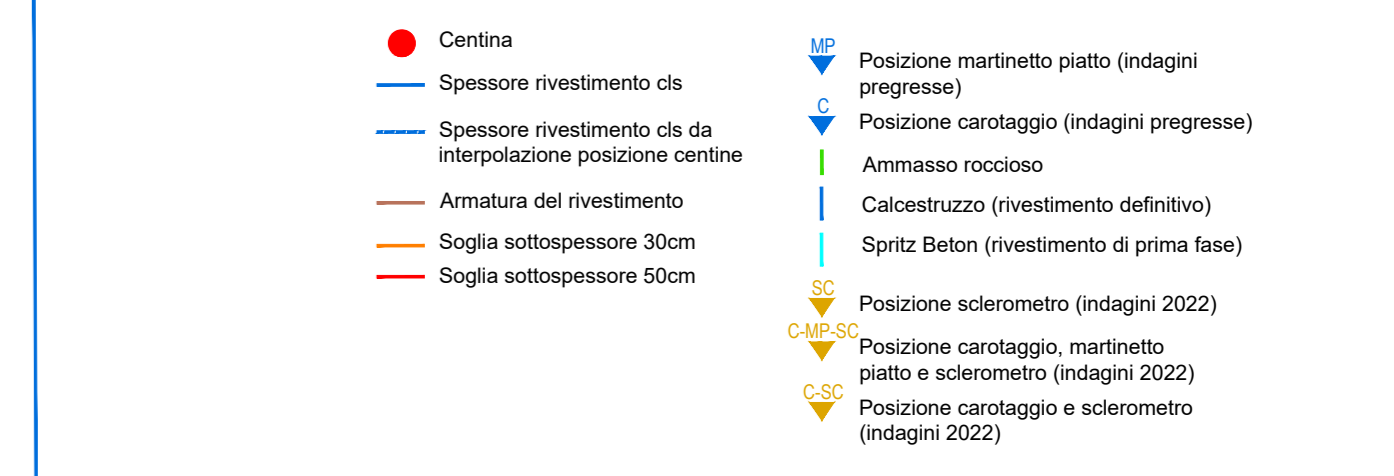 Centina
Spessore rivestimento cls
Spessore rivestimento cls da
interpolazione posizione centine
Armatura del rivestimento
Soglia sottospessore 30cm
Soglia sottospessore 50cm
MP
Posizione martinetto piatto (indagini
pregresse)
C
Posizione carotaggio (indagini pregresse)
Ammasso roccioso
Calcestruzzo (rivestimento definitivo)
Spritz Beton (rivestimento di prima fase)
SC
Posizione sclerometro (indagini 2022)
C-MP-SC
Posizione carotaggio, martinetto
piatto e sclerometro (indagini 2022)
C-SC
Posizione carotaggio e sclerometro
(indagini 2022)